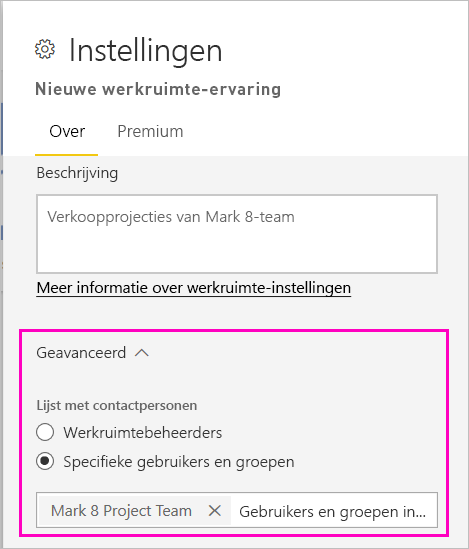 Instellingen
Nieuwe werkruimte-ervaring
Over
Premium
Beschrijving
Verkoopprojecties van Mark 8-team
Meer informatie over werkruimte-instellingen
Geavanceerd
Lijst met contactpersonen
Werkruimtebeheerders
Specifieke gebruikers en groepen
Mark 8 Project Team
Gebruikers en groepen in...